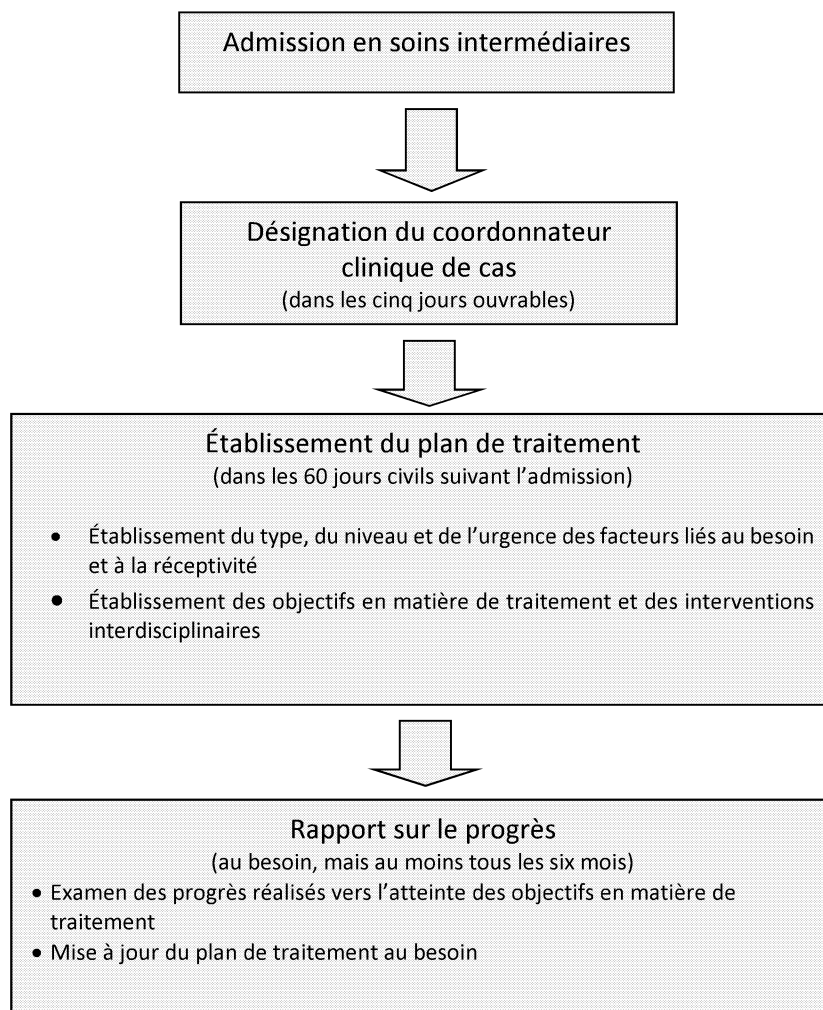 Admission en soins intermédiaires
Désignation du coordonnateur
clinique de cas
(dans les cinq jours ouvrables)
Établissement du plan de traitement
(dans les 60 jours civils suivant l’admission)
• Établissement du type, du niveau et de l’urgence des facteurs liés au besoin
et à la réceptivité
• Établissement des objectifs en matière de traitement et des interventions
interdisciplinaires
Rapport sur le progrès
(au besoin, mais au moins tous les six mois)
• Examen des progrès réalisés vers l’atteinte des objectifs en matière de
traitement
• Mise à jour du plan de traitement au besoin